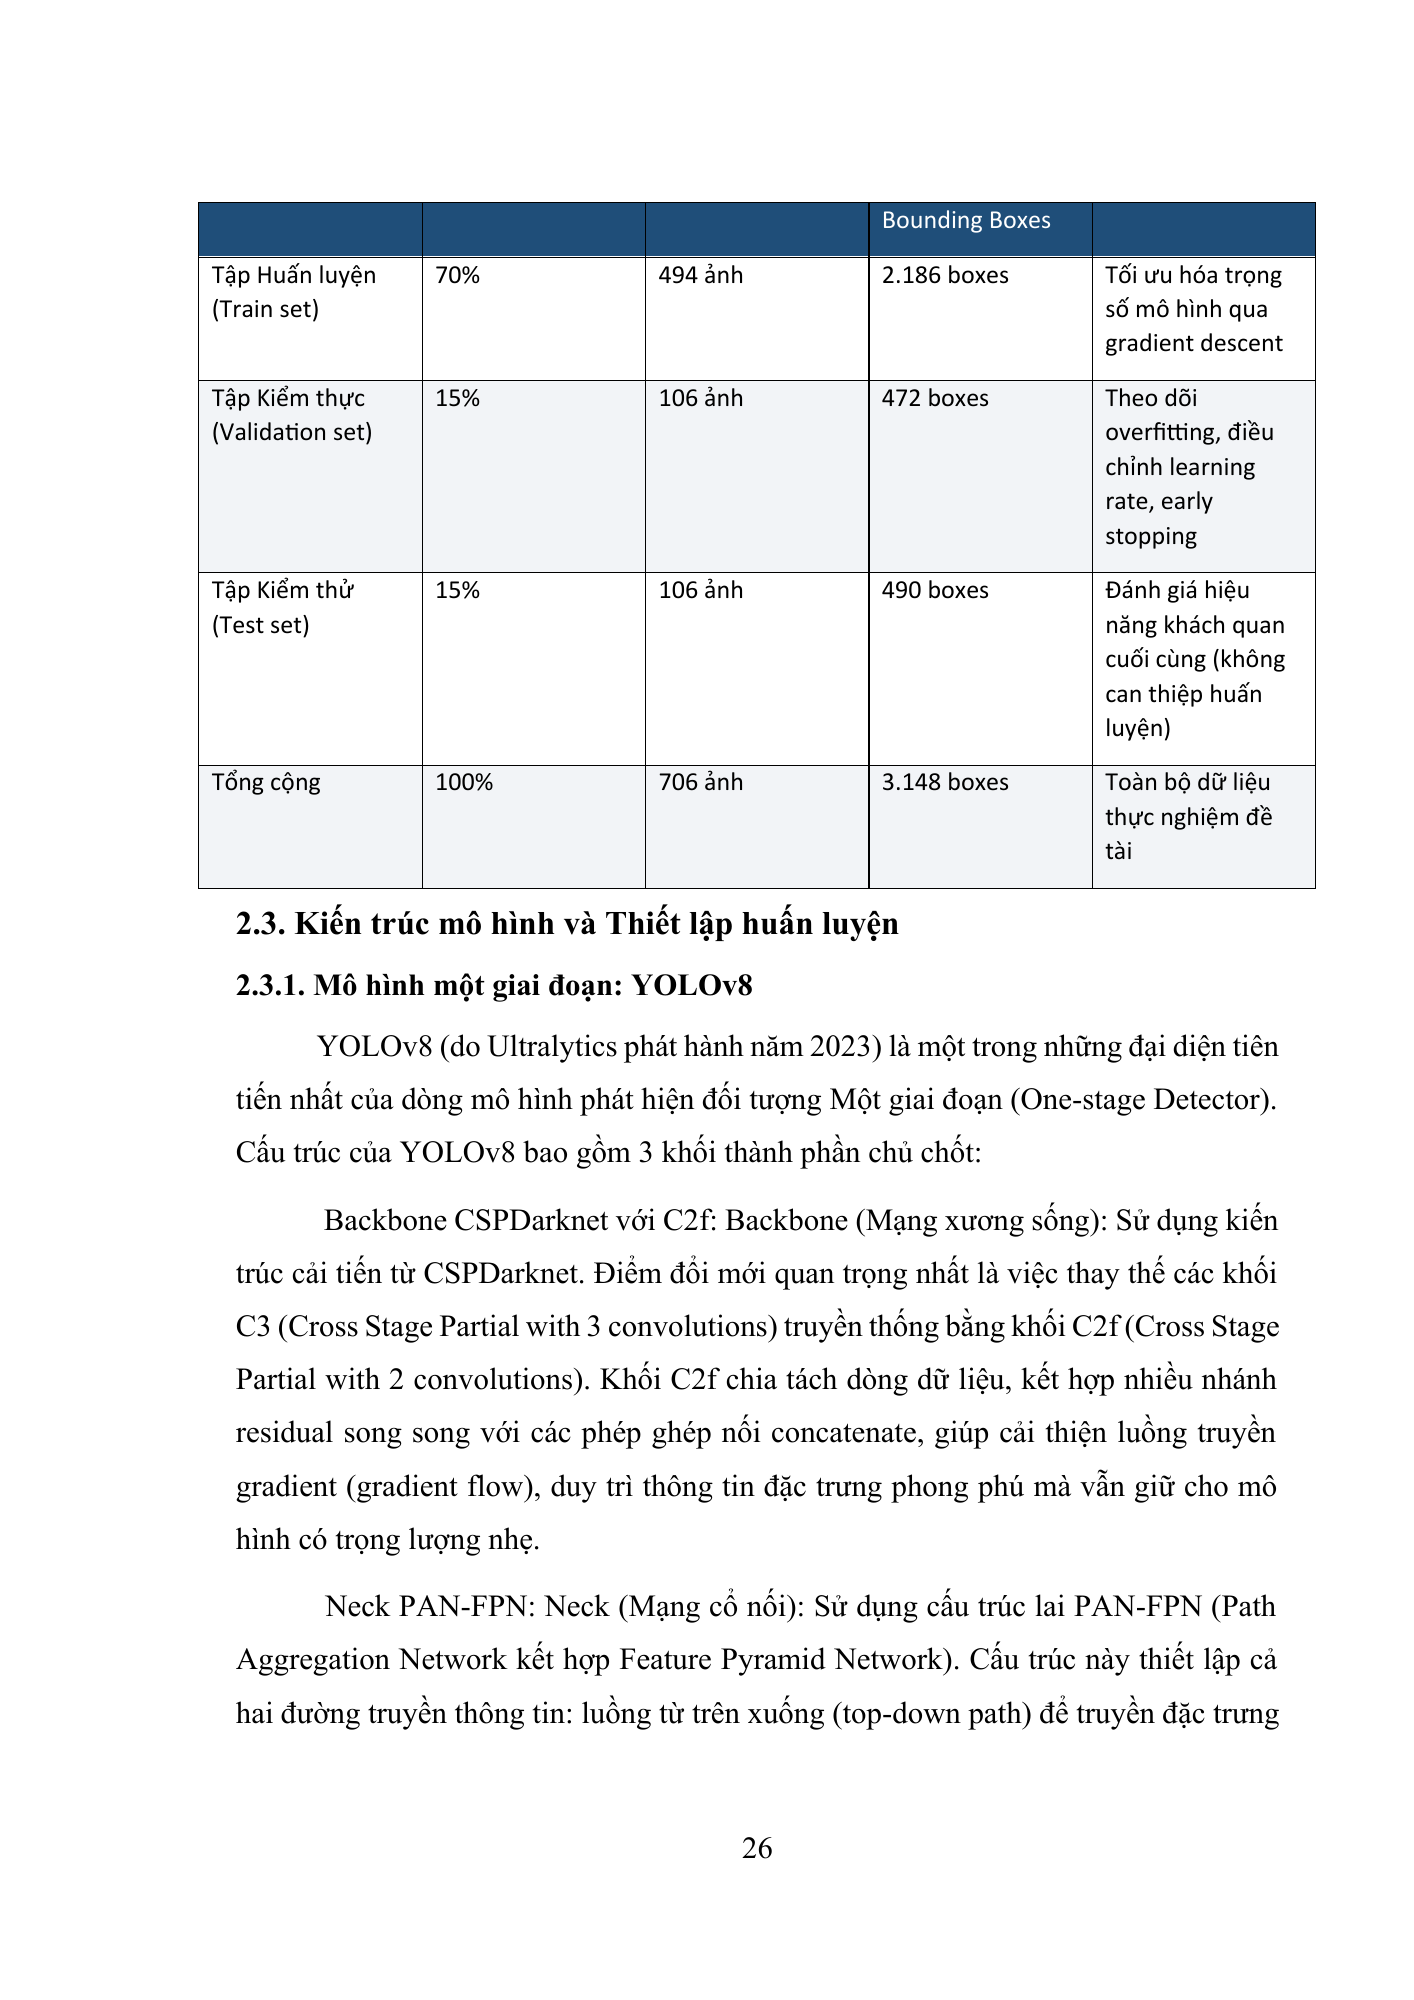 Bounding Boxes
Tập Huấn luyện
(Train set)
70%
494 ảnh
2.186 boxes
Tối ưu hóa trọng
số mô hình qua
gradient descent
Tập Kiểm thực
(Validation set)
15%
106 ảnh
472 boxes
Theo dõi
overfitting, điều
chỉnh learning
rate, early
stopping
Tập Kiểm thử
(Test set)
15%
106 ảnh
490 boxes
Đánh giá hiệu
năng khách quan
cuối cùng (không
can thiệp huấn
luyện)
Tổng cộng
100%
706 ảnh
3.148 boxes
Toàn bộ dữ liệu
thực nghiệm đề
tài
2.3. Kiến trúc mô hình và Thiết lập huấn luyện
2.3.1. Mô hình một giai đoạn: YOLOv8
YOLOv8 (do Ultralytics phát hành năm 2023) là một trong những đại diện tiên
tiến nhất của dòng mô hình phát hiện đối tượng Một giai đoạn (One-stage Detector).
Cấu trúc của YOLOv8 bao gồm 3 khối thành phần chủ chốt:
Backbone CSPDarknet với C2f: Backbone (Mạng xương sống): Sử dụng kiến
trúc cải tiến từ CSPDarknet. Điểm đổi mới quan trọng nhất là việc thay thế các khối
C3 (Cross Stage Partial with 3 convolutions) truyền thống bằng khối C2f (Cross Stage
Partial with 2 convolutions). Khối C2f chia tách dòng dữ liệu, kết hợp nhiều nhánh
residual song song với các phép ghép nối concatenate, giúp cải thiện luồng truyền
gradient (gradient flow), duy trì thông tin đặc trưng phong phú mà vẫn giữ cho mô
hình có trọng lượng nhẹ.
Neck PAN-FPN: Neck (Mạng cổ nối): Sử dụng cấu trúc lai PAN-FPN (Path
Aggregation Network kết hợp Feature Pyramid Network). Cấu trúc này thiết lập cả
hai đường truyền thông tin: luồng từ trên xuống (top-down path) để truyền đặc trưng
26